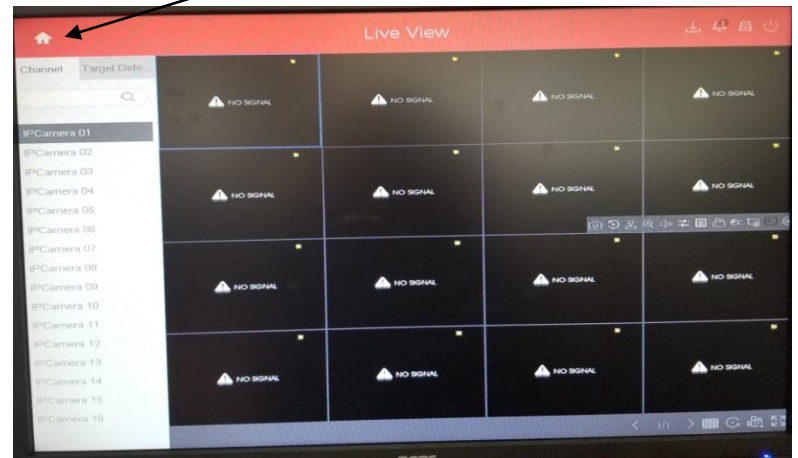 Live View
Channel Target Dete...
NO SIGNAL NO SIGNAL NO SIGNAL NO SIGNAL
IPCamera 01
IPCamera 02
IPCamera 03
IPCamera 04
NO SIGNAL NO SIGNAL NO SIGNAL NO SIGNAL
IPCamera 05
IPCamera 06
IPCamera 07
IPCamera 08
IPCamera 09
NO SIGNAL NO SIGNAL NO SIGNAL NO SIGNAL
IPCamera 10
IPCamera 11
IPCamera 12
IPCamera 13
IPCamera 14
NO SIGNAL NO SIGNAL NO SIGNAL NO SIGNAL
IPCamera 15
IPCamera 16
1/1